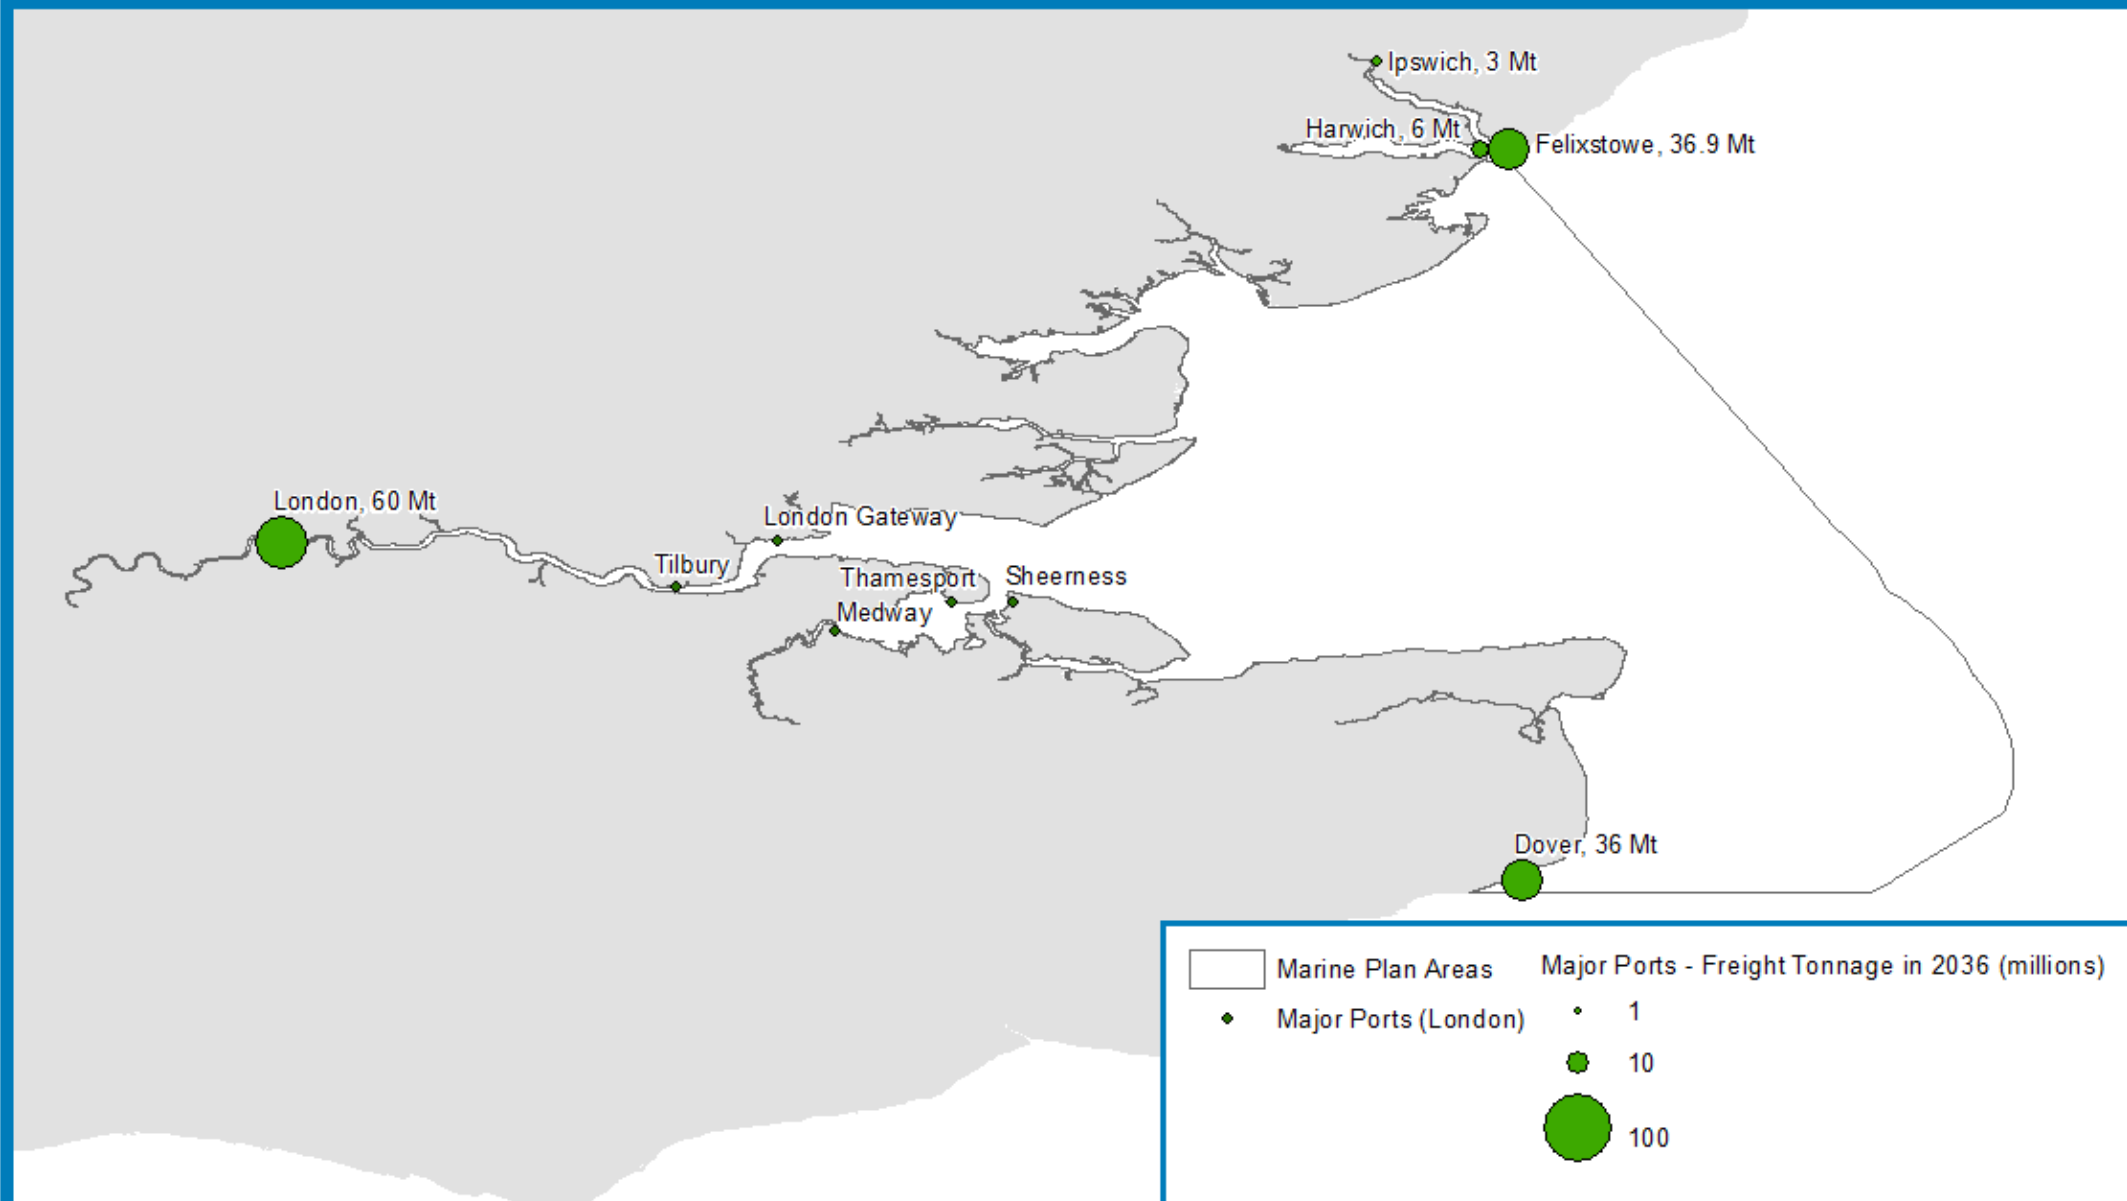 Ipswich, 3 Mt
Harwich, 6 Mt
Felixstowe, 36.9 Mt
London, 60 Mt
London Gateway
Tilbury
Thamesport
Sheerness
Medway
Dover, 36 Mt
Marine Plan Areas
Major Ports (London)
Major Ports - Freight Tonnage in 2036 (millions)
1
10
100